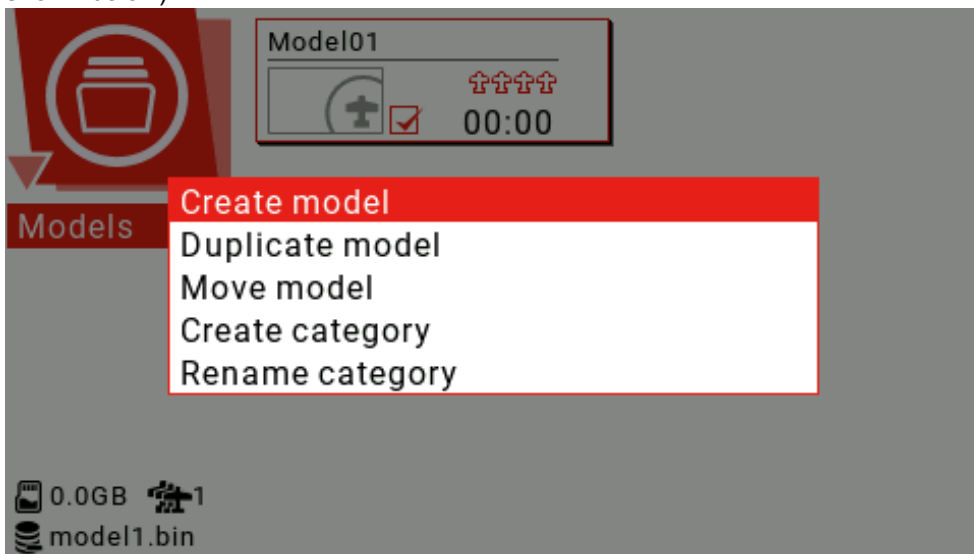 Model01
00:00
Models
Create model
Duplicate model
Move model
Create category
Rename category
0.0GB 1
model1.bin